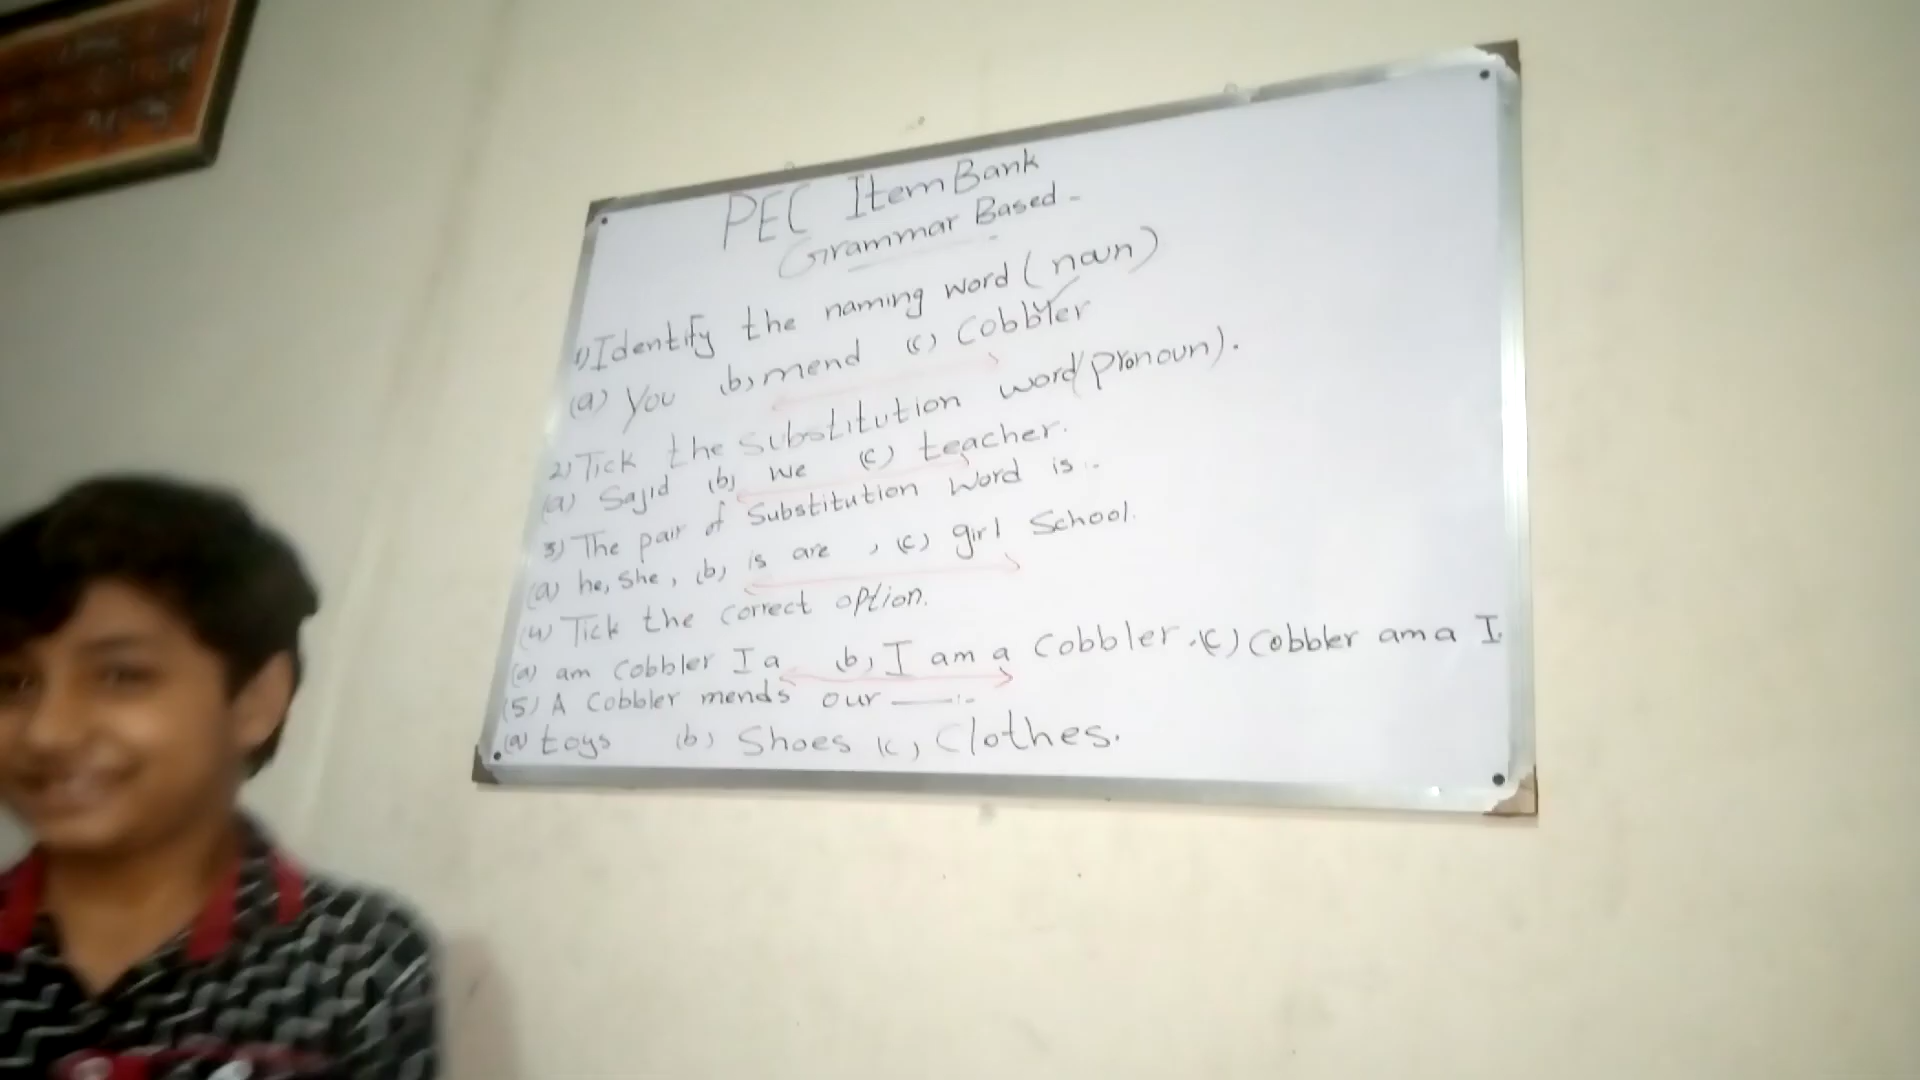 PEC Item Bank
Grammar Based -
1) Identify the naming word (noun)
(a) You (b) mend (c) Cobbler
2) Tick the Substitution word (Pronoun).
(a) Sajid (b) We (c) teacher.
3) The pair of Substitution word is :-
(a) he, She, (b) is are , (c) girl School.
(4) Tick the correct option.
(a) am Cobbler I a (b) I am a Cobbler. (c) Cobbler am a I
(5) A Cobbler mends our ——:-
(a) toys (b) Shoes (c) Clothes.